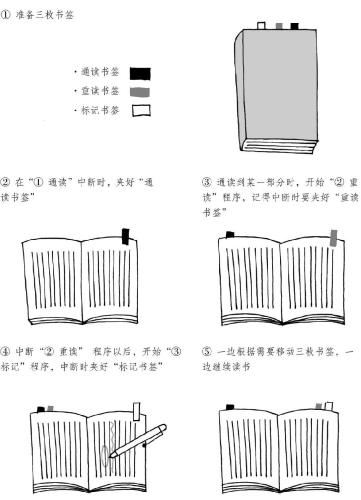 ① 准备三枚书签
·通读书签
·重读书签
·标记书签
② 在“① 通读”中断时，夹好“通
读书签”
③ 通读到某一部分时，开始“② 重
读”程序，记得中断时要夹好“重读
书签”
④ 中断“② 重读” 程序以后，开始“③
标记”程序，中断时夹好“标记书签”
⑤ 一边根据需要移动三枚书签，一
边继续读书